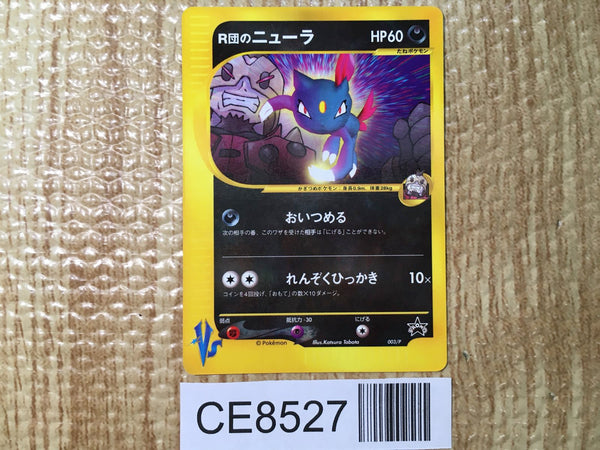 R団のニューラ HP60
たねポケモン
かぎつめポケモン 身長0.9m. 体重28kg
おいつめる
次の相手の番、このワザを受けた相手は「にげる」ことができない。
れんぞくひっかき 10×
コインを4回投げ、「おもて」の数×10ダメージ。
弱点 抵抗力 -30 にげる
VS
©Pokémon Illus.Katsura Tabata 003/P
CE8527